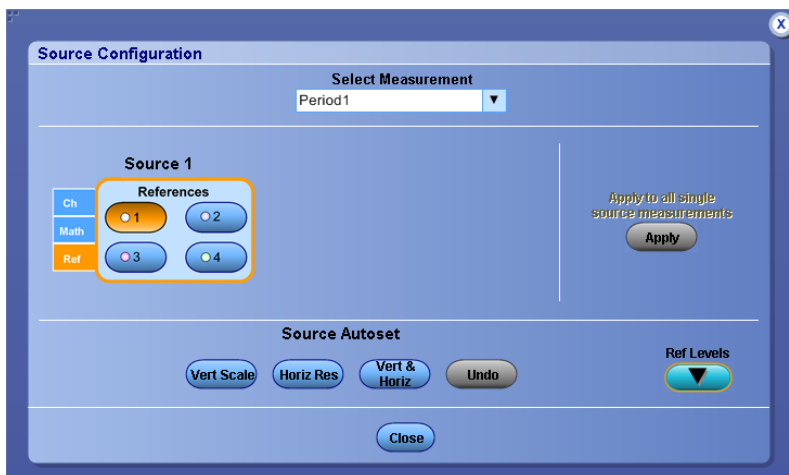 X
Source Configuration
Select Measurement
Period1
Source 1
Ch
Math
Ref
References
1
2
3
4
Apply to all single
source measurements
Apply
Source Autoset
Vert Scale
Horiz Res
Vert &
Horiz
Undo
Ref Levels
Close